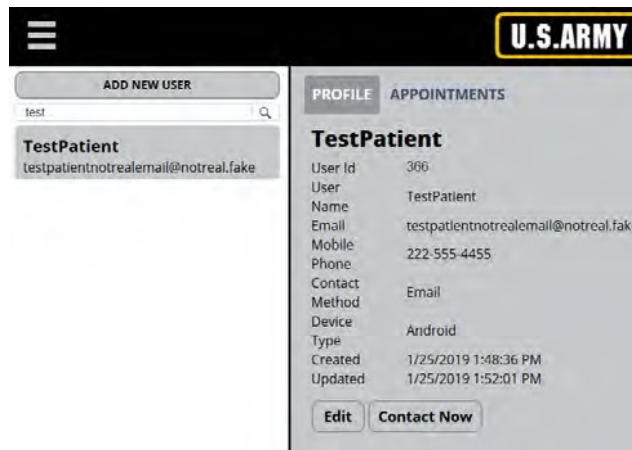 U.S.ARMY
ADD NEW USER
test
TestPatient
testpatientnotrealemail@notreal.fake
PROFILE APPOINTMENTS
TestPatient
User Id 366
User
Name TestPatient
Email testpatientnotrealemail@notreal.fak
Mobile
Phone 222-555-4455
Contact
Method Email
Device
Type Android
Created 1/25/2019 1:48:36 PM
Updated 1/25/2019 1:52:01 PM
Edit Contact Now